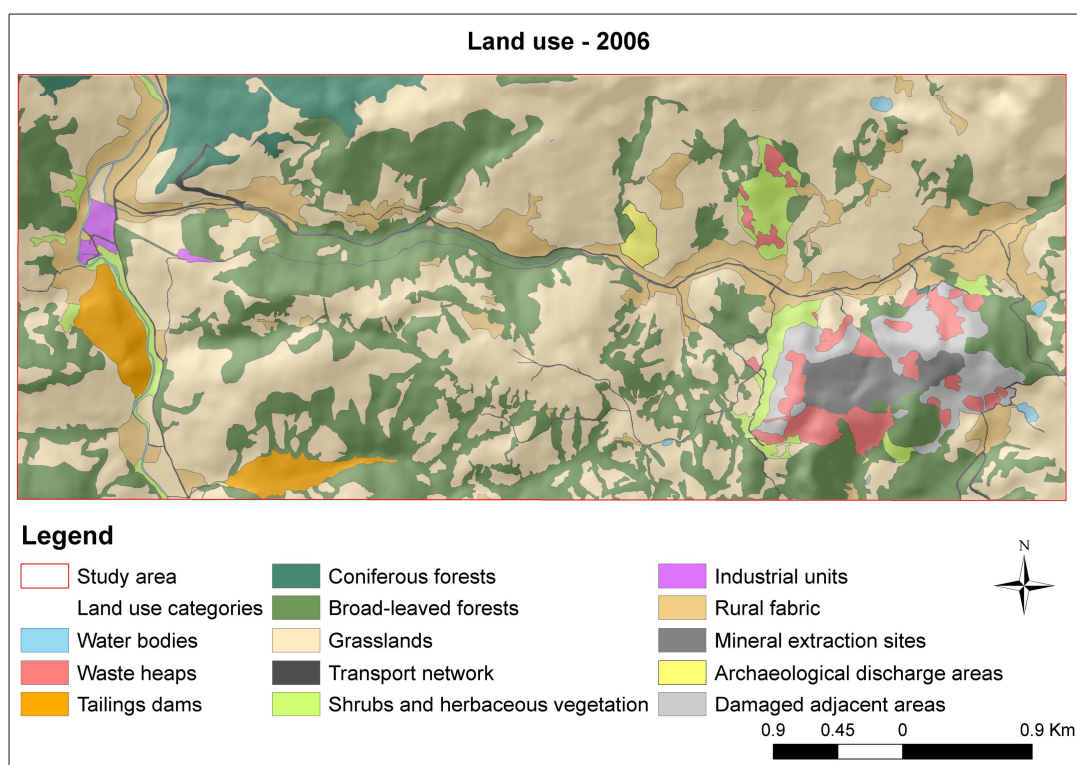 Land use - 2006
Legend
Study area
Land use categories
Water bodies
Waste heaps
Tailings dams
Coniferous forests
Broad-leaved forests
Grasslands
Transport network
Shrubs and herbaceous vegetation
Industrial units
Rural fabric
Mineral extraction sites
Archaeological discharge areas
Damaged adjacent areas
N
0.9 0.45 0 0.9 Km